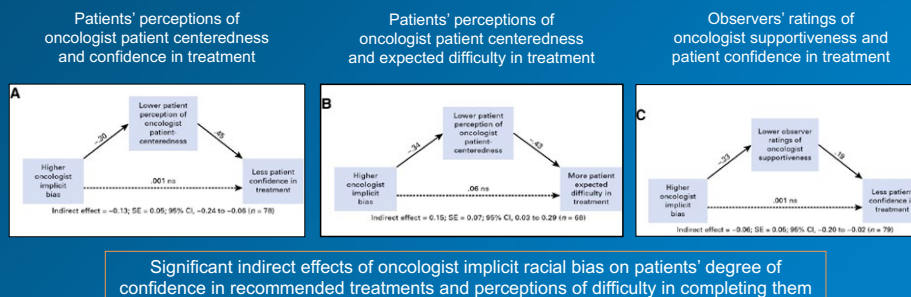 Patients' perceptions of
oncologist patient centeredness
and confidence in treatment
Patients' perceptions of
oncologist patient centeredness
and expected difficulty in treatment
Observers' ratings of
oncologist supportiveness and
patient confidence in treatment
A
Lower patient
perception of
oncologist
patient-
centeredness
-.30
.45
Higher
oncologist
implicit
bias
.001 ns
Less patient
confidence in
treatment
Indirect effect = -0.13; SE = 0.05; 95% CI, -0.24 to -0.05 (n = 78)
B
Lower patient
perception of
oncologist
patient-
centeredness
-.34
-.43
Higher
oncologist
implicit
bias
.06 ns
More patient
expected
difficulty in
treatment
Indirect effect = 0.15; SE = 0.07; 95% CI, 0.03 to 0.29 (n = 68)
C
Lower observer
ratings of
oncologist
supportiveness
-.33
.19
Higher
oncologist
implicit
bias
.001 ns
Less patient
confidence in
treatment
Indirect effect = -0.06; SE = 0.05; 95% CI, -0.20 to -0.02 (n = 79)
Significant indirect effects of oncologist implicit racial bias on patients' degree of
confidence in recommended treatments and perceptions of difficulty in completing them